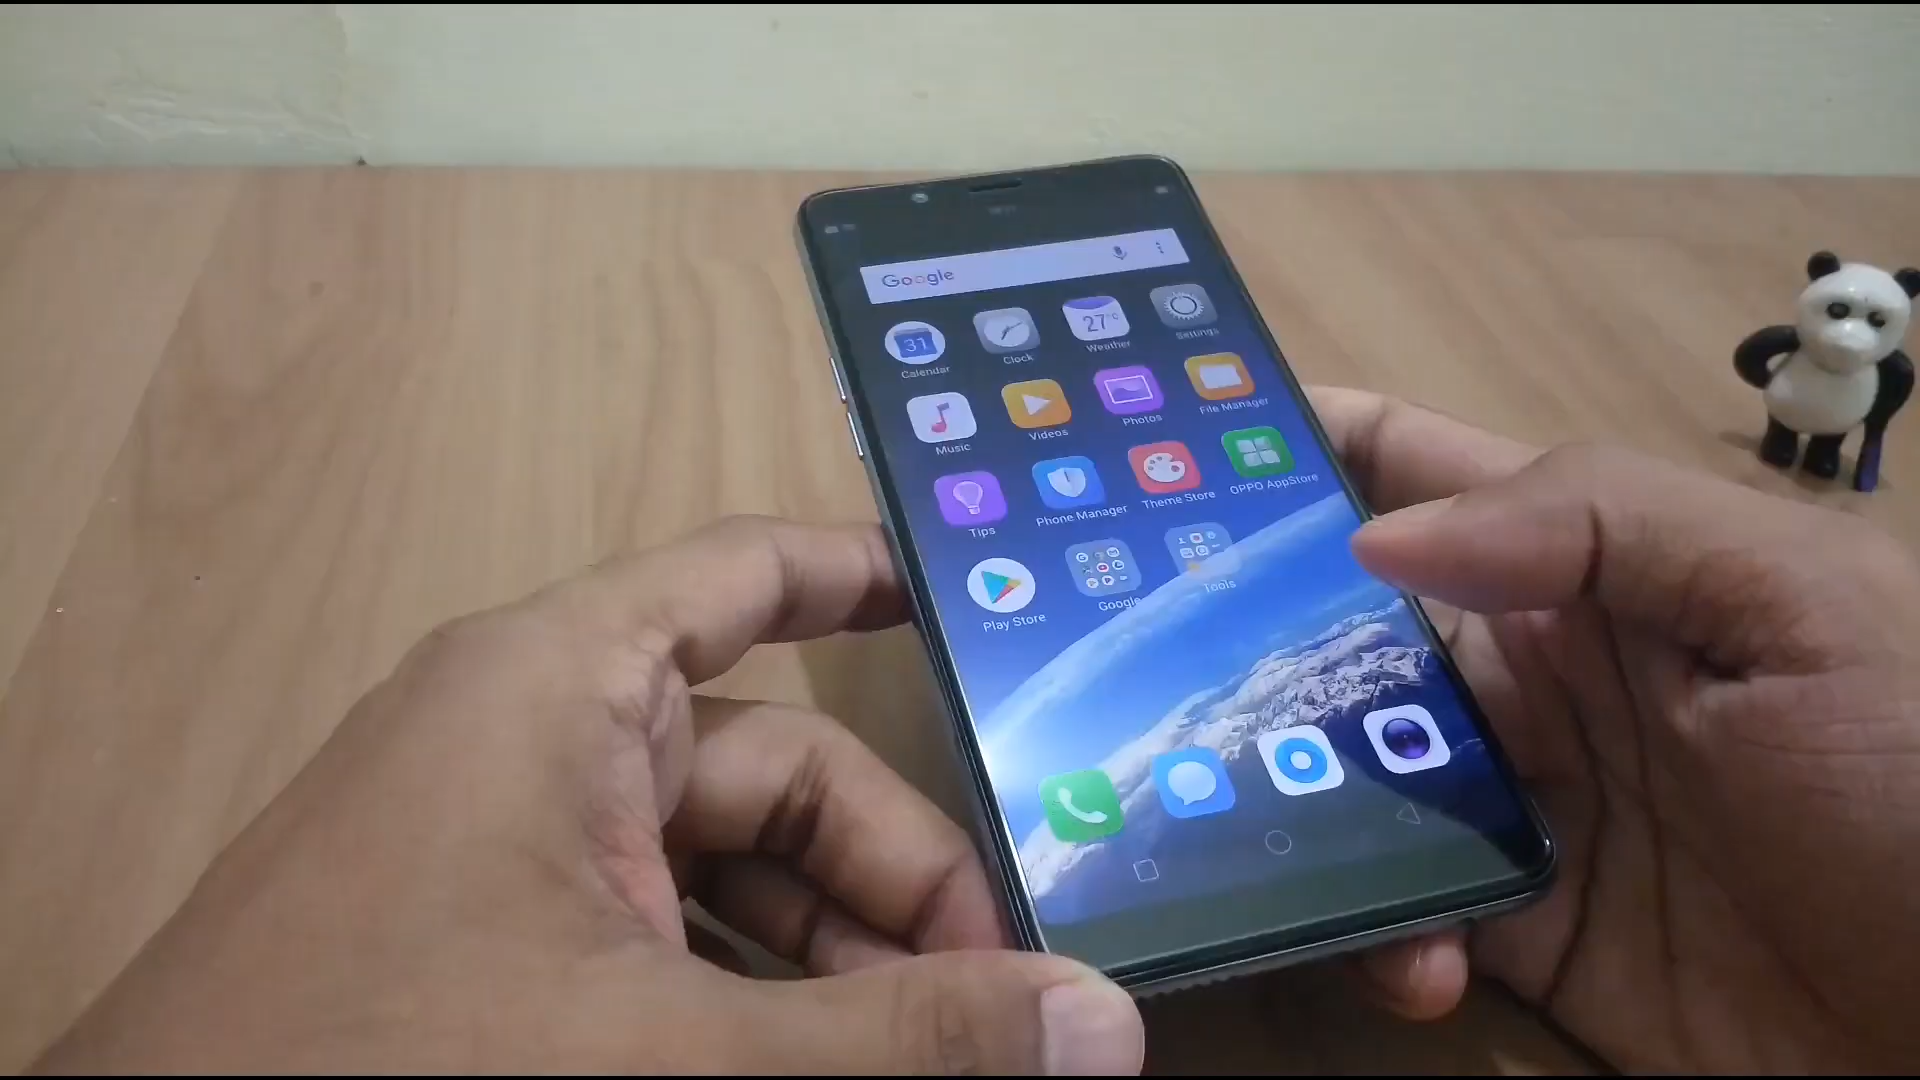 Google
31
27°C
Calendar
Clock
Weather
Settings
Music
Videos
Photos
File Manager
Tips
Phone Manager
Theme Store
OPPO AppStore
Play Store
Google
Tools